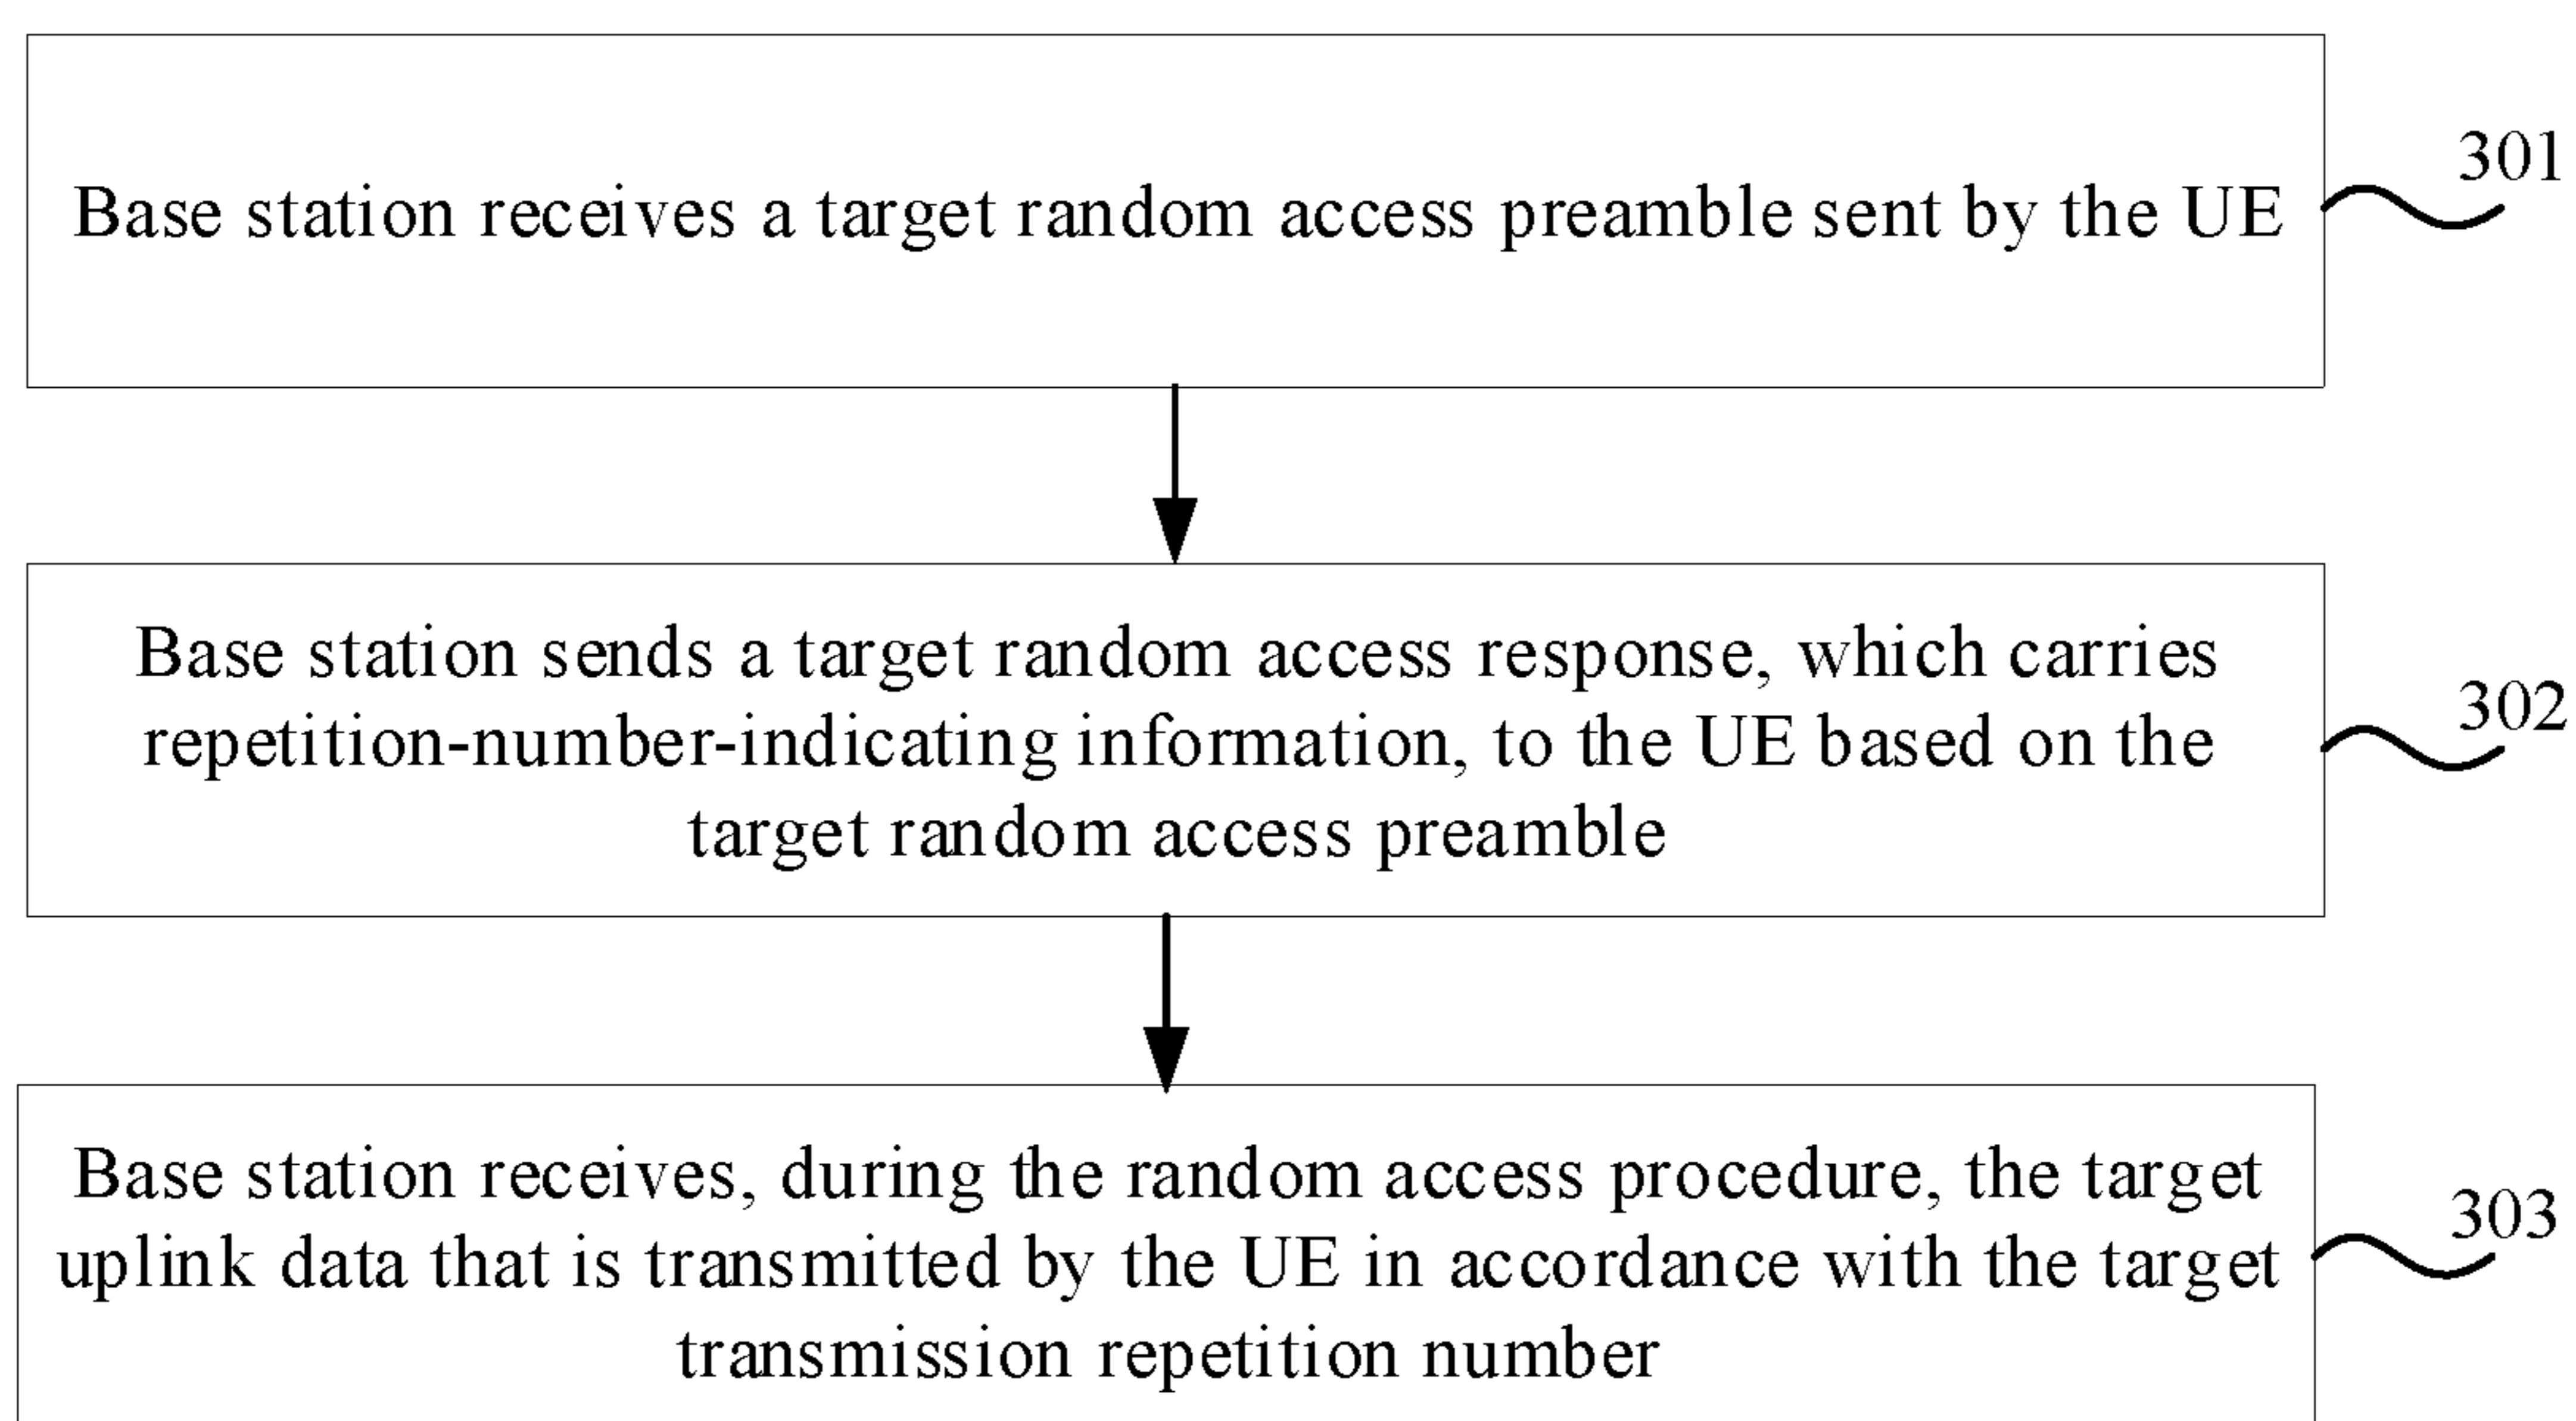 Base station receives a target random access preamble sent by the UE
301
Base station sends a target random access response, which carries
repetition-number-indicating information, to the UE based on the
target random access preamble
302
Base station receives, during the random access procedure, the target
uplink data that is transmitted by the UE in accordance with the target
transmission repetition number
303